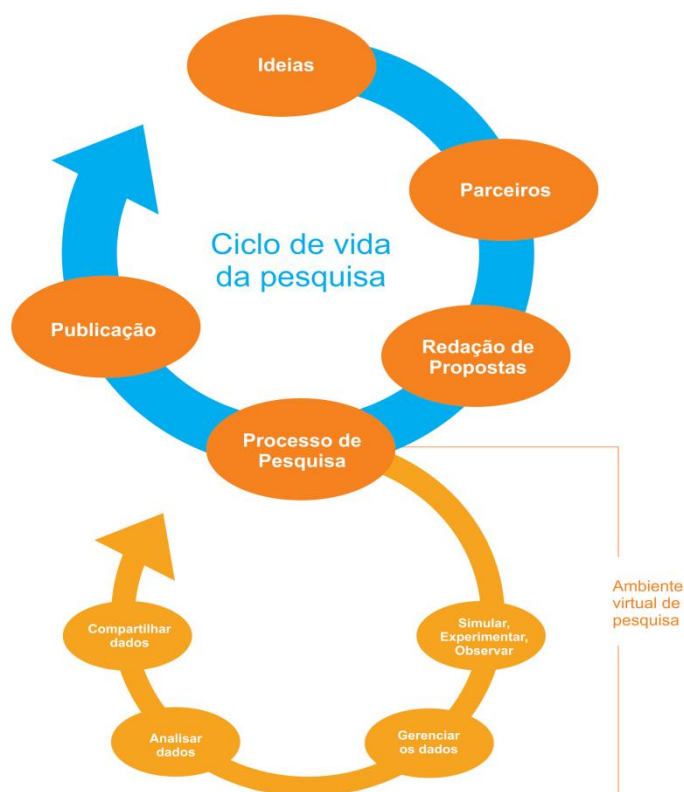 Ideias
Parceiros
Ciclo de vida
da pesquisa
Publicação
Redação de
Propostas
Processo de
Pesquisa
Ambiente
virtual de
pesquisa
Compartilhar
dados
Simular,
Experimentar,
Observar
Analisar
dados
Gerenciar
os dados